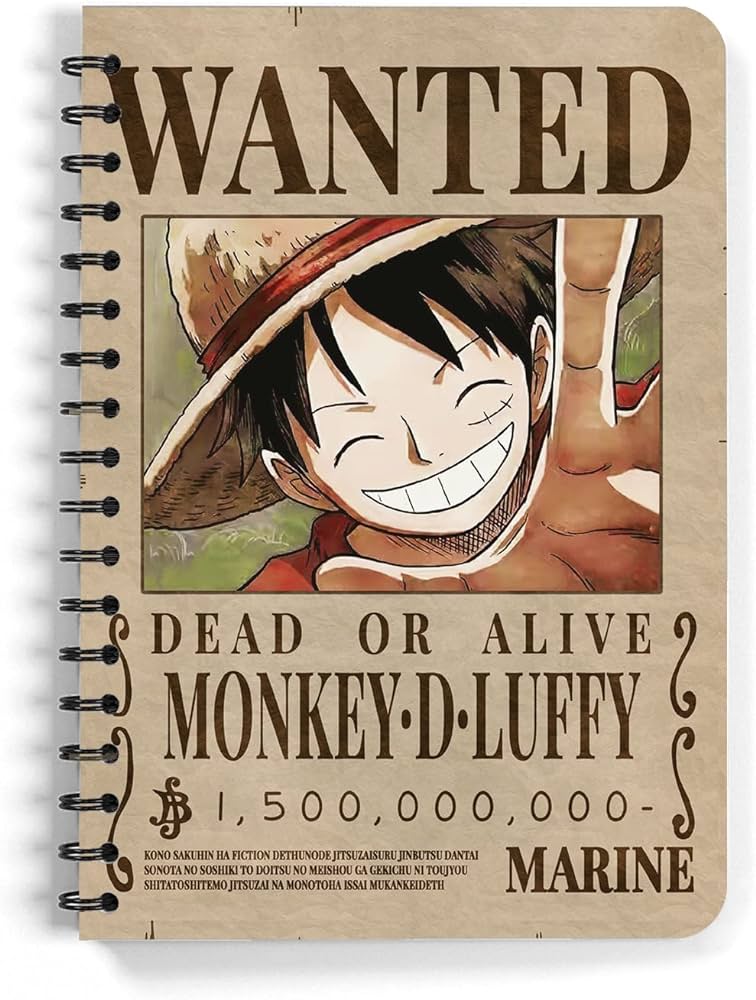 WANTED
DEAD OR ALIVE
MONKEY·D·LUFFY
1,500,000,000-
KONO SAKUHIN HA FICTION DETHUNODE JITSUZAISURU JINBUTSU DANTAI
SONOTA NO SOSHIKI TO DOITSU NO MEISHOU GA GEKICHU NI TOUJYOU
SHITATOSHITEMO JITSUZAI NA MONOTOHA ISSAI MUKANKEIDETH
MARINE